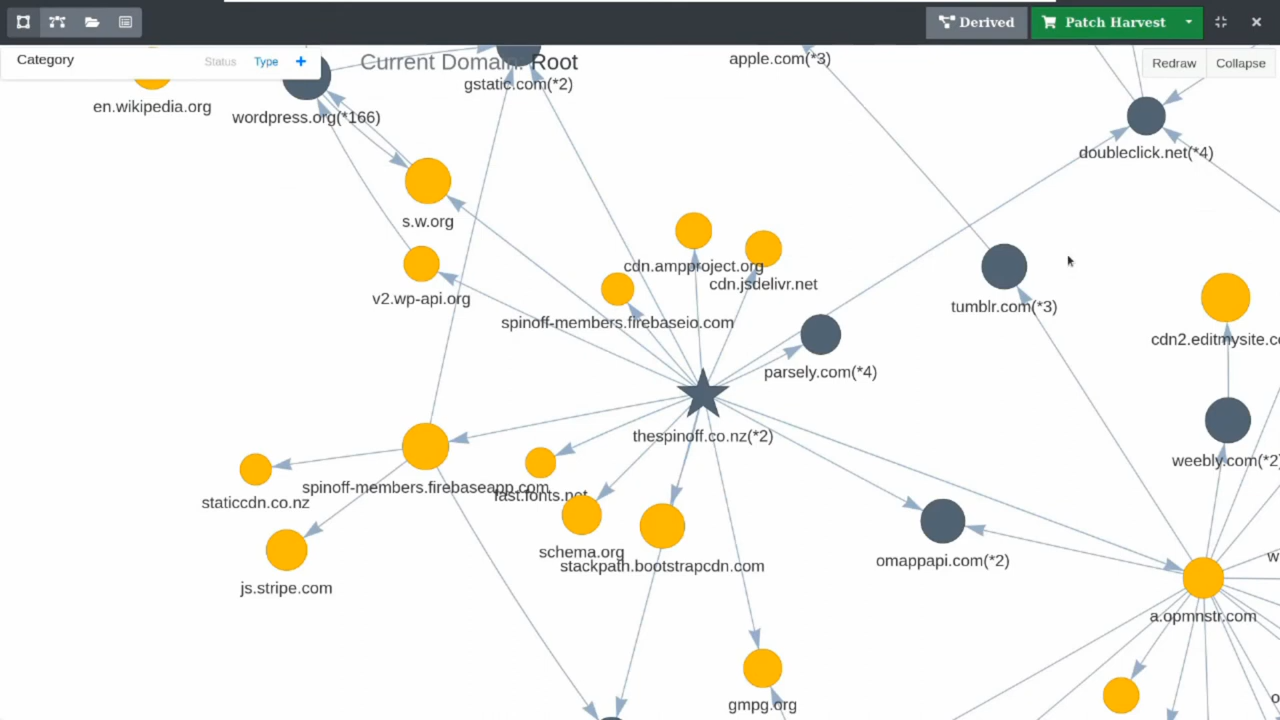 Derived
Patch Harvest
Category
Status
Type
+
Current Domain: Root
Redraw
Collapse
apple.com(*3)
gstatic.com(*2)
en.wikipedia.org
wordpress.org(*166)
doubleclick.net(*4)
s.w.org
cdn.ampproject.org
cdn.jsdelivr.net
v2.wp-api.org
tumblr.com(*3)
spinoff-members.firebaseio.com
parsely.com(*4)
thespinoff.co.nz(*2)
weebly.com(*2)
spinoff-members.firebaseapp.com
fast.fonts.net
staticcdn.co.nz
schema.org
stackpath.bootstrapcdn.com
omappapi.com(*2)
js.stripe.com
a.opmnstr.com
gmpg.org